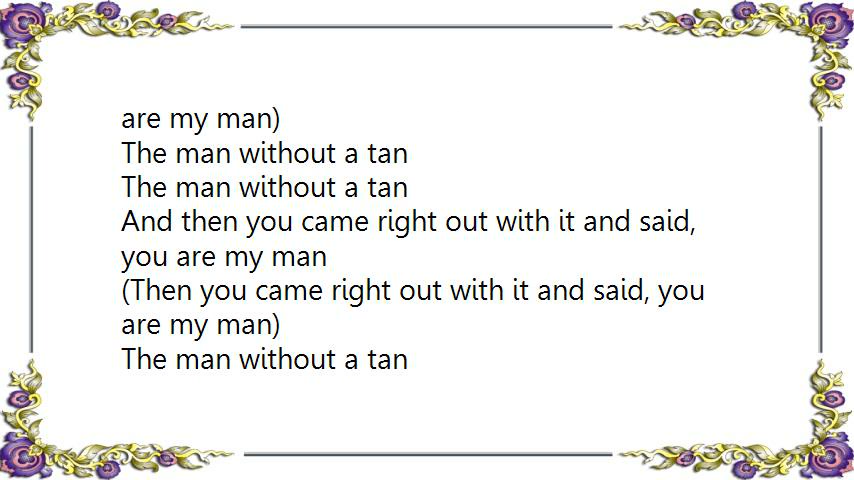 are my man)
The man without a tan
The man without a tan
And then you came right out with it and said,
you are my man
(Then you came right out with it and said, you
are my man)
The man without a tan